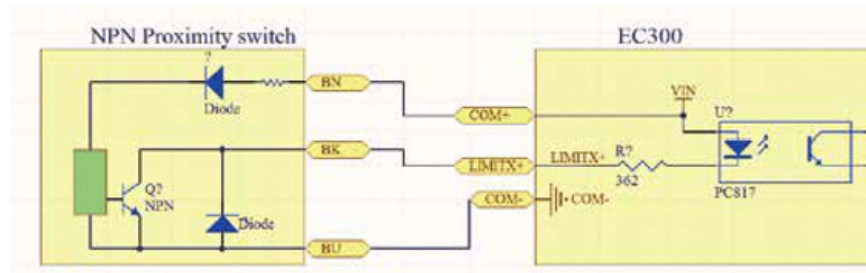 NPN Proximity switch
EC300
?
Diode
BN
COM+
VIN
U?
BK
LIMITX+
LIMITX+
R?
362
PC817
Q?
NPN
Diode
COM-
COM-
BU